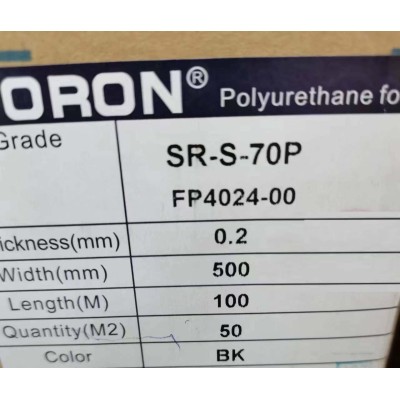 ORON® Polyurethane fo
Grade SR-S-70P
FP4024-00
ickness(mm) 0.2
Width(mm) 500
Length(M) 100
Quantity(M2) 50
Color BK